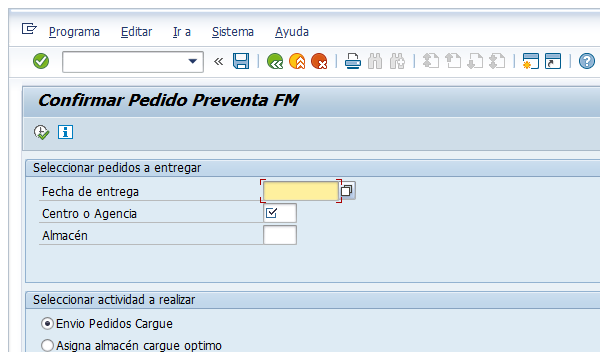 Programa Editar Ir a Sistema Ayuda
Confirmar Pedido Preventa FM
Seleccionar pedidos a entregar
Fecha de entrega
Centro o Agencia
Almacén
Seleccionar actividad a realizar
Envio Pedidos Cargue
Asigna almacén cargue optimo